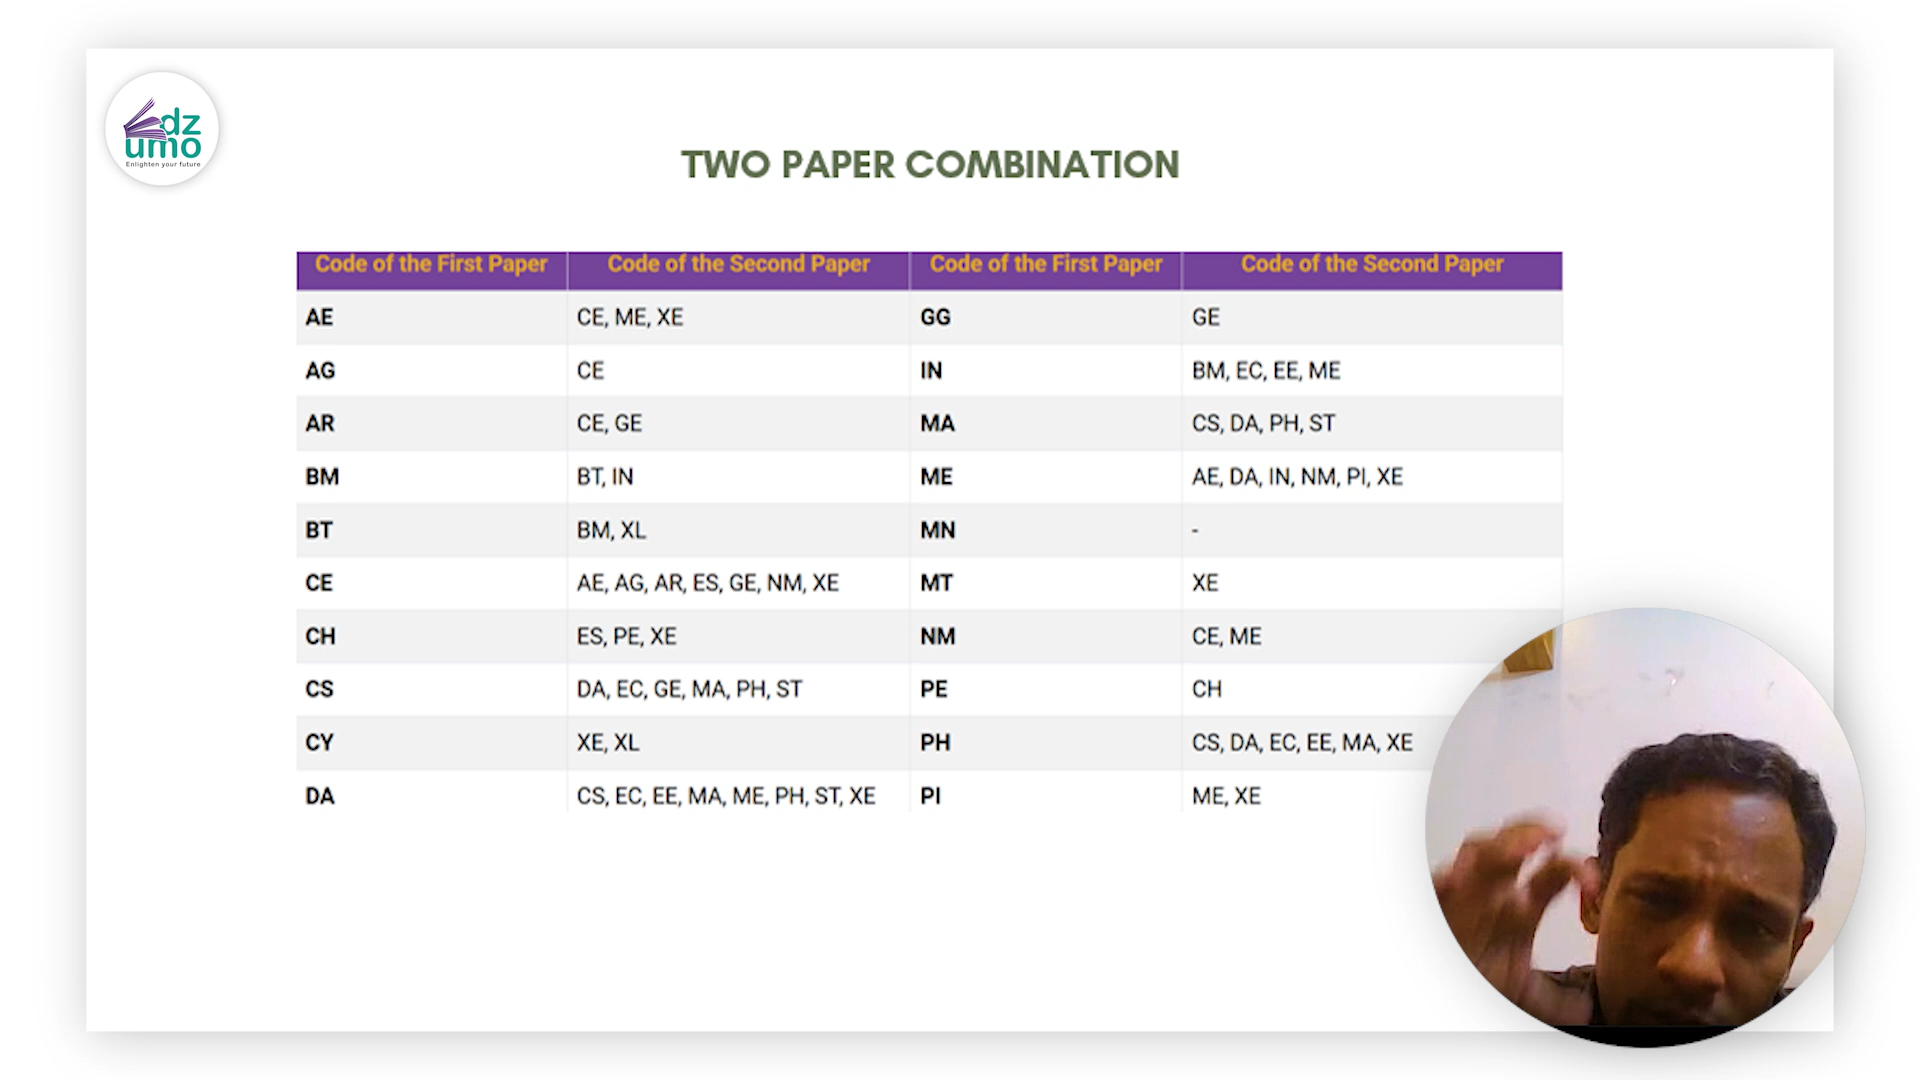 dz
umo
Enlighten your future
TWO PAPER COMBINATION
Code of the First Paper Code of the Second Paper Code of the First Paper Code of the Second Paper
AE CE, ME, XE GG GE
AG CE IN BM, EC, EE, ME
AR CE, GE MA CS, DA, PH, ST
BM BT, IN ME AE, DA, IN, NM, PI, XE
BT BM, XL MN -
CE AE, AG, AR, ES, GE, NM, XE MT XE
CH ES, PE, XE NM CE, ME
CS DA, EC, GE, MA, PH, ST PE CH
CY XE, XL PH CS, DA, EC, EE, MA, XE
DA CS, EC, EE, MA, ME, PH, ST, XE PI ME, XE